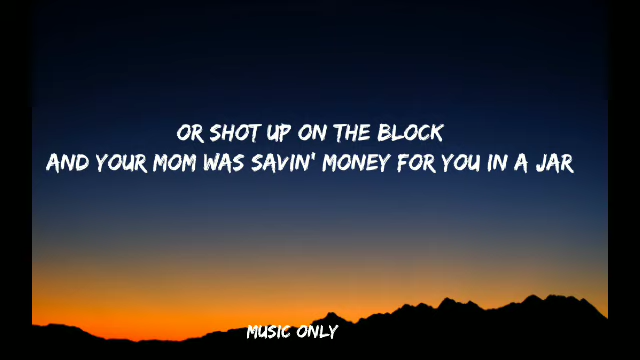 OR SHOT UP ON THE BLOCK
AND YOUR MOM WAS SAVIN' MONEY FOR YOU IN A JAR
MUSIC ONLY